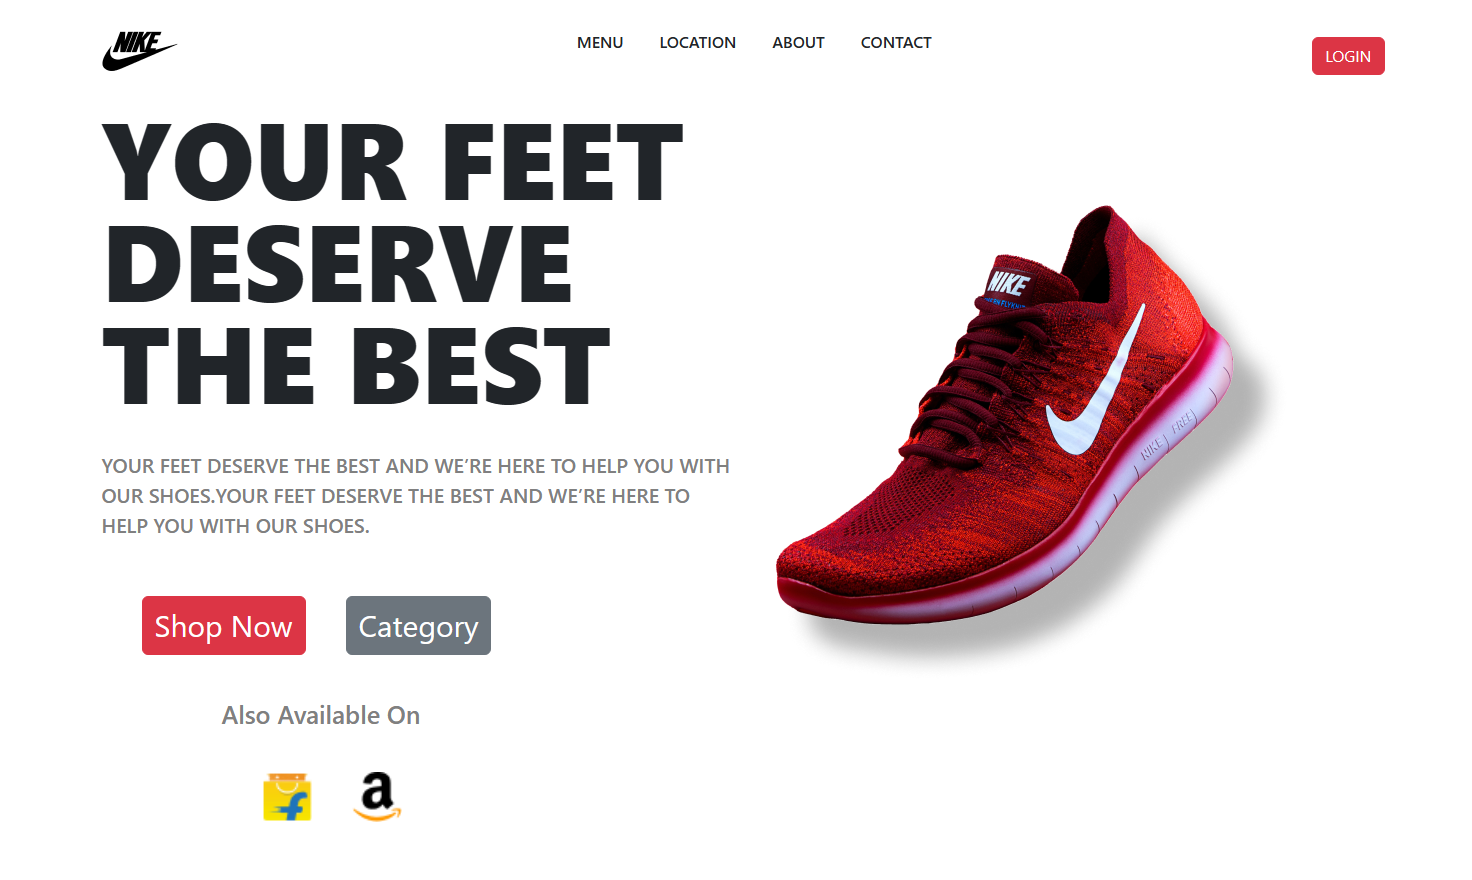 NIKE
MENU LOCATION ABOUT CONTACT
LOGIN
YOUR FEET
DESERVE
THE BEST
YOUR FEET DESERVE THE BEST AND WE’RE HERE TO HELP YOU WITH
OUR SHOES.YOUR FEET DESERVE THE BEST AND WE’RE HERE TO
HELP YOU WITH OUR SHOES.
NIKE
NIKE FREE
Shop Now Category
Also Available On
f
a